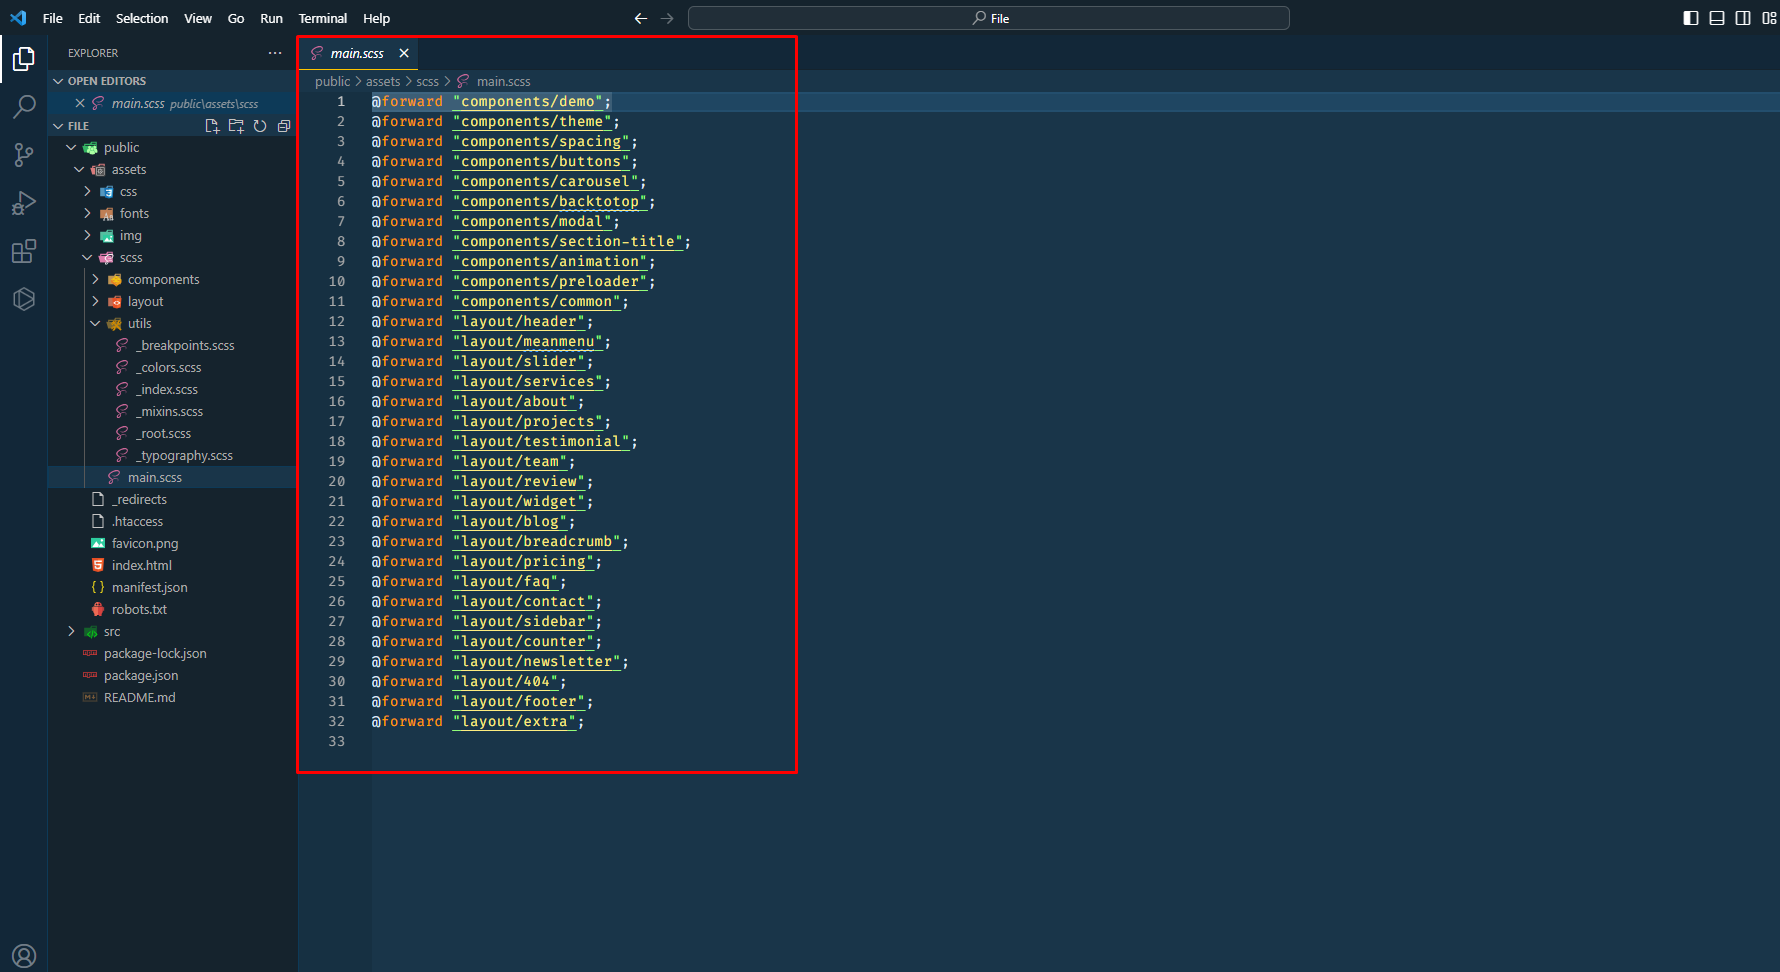 File Edit Selection View Go Run Terminal Help
File
EXPLORER
OPEN EDITORS
main.scss public\assets\scss
FILE
public
assets
css
fonts
img
scss
components
layout
utils
_breakpoints.scss
_colors.scss
_index.scss
_mixins.scss
_root.scss
_typography.scss
main.scss
_redirects
.htaccess
favicon.png
index.html
manifest.json
robots.txt
src
package-lock.json
package.json
README.md
main.scss
public > assets > scss > main.scss
1 @forward "components/demo";
2 @forward "components/theme";
3 @forward "components/spacing";
4 @forward "components/buttons";
5 @forward "components/carousel";
6 @forward "components/backtotop";
7 @forward "components/modal";
8 @forward "components/section-title";
9 @forward "components/animation";
10 @forward "components/preloader";
11 @forward "components/common";
12 @forward "layout/header";
13 @forward "layout/meanmenu";
14 @forward "layout/slider";
15 @forward "layout/services";
16 @forward "layout/about";
17 @forward "layout/projects";
18 @forward "layout/testimonial";
19 @forward "layout/team";
20 @forward "layout/review";
21 @forward "layout/widget";
22 @forward "layout/blog";
23 @forward "layout/breadcrumb";
24 @forward "layout/pricing";
25 @forward "layout/faq";
26 @forward "layout/contact";
27 @forward "layout/sidebar";
28 @forward "layout/counter";
29 @forward "layout/newsletter";
30 @forward "layout/404";
31 @forward "layout/footer";
32 @forward "layout/extra";
33